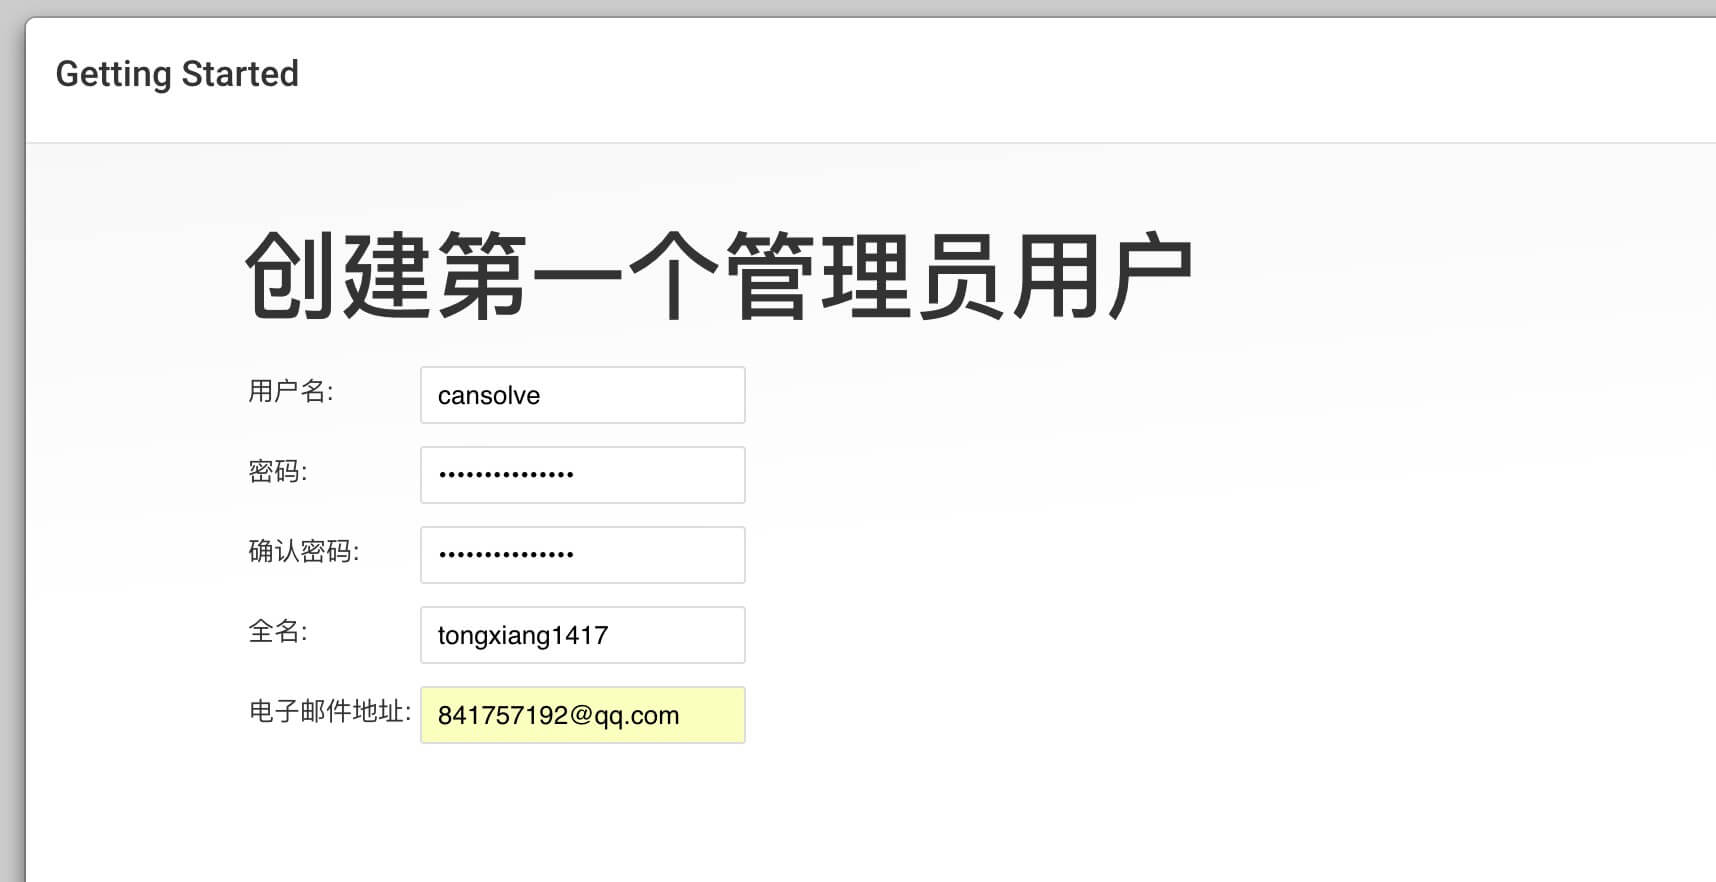 Getting Started
创建第一个管理员用户
用户名: cansolve
密码: •••••••••••••••
确认密码: •••••••••••••••
全名: tongxiang1417
电子邮件地址: 841757192@qq.com